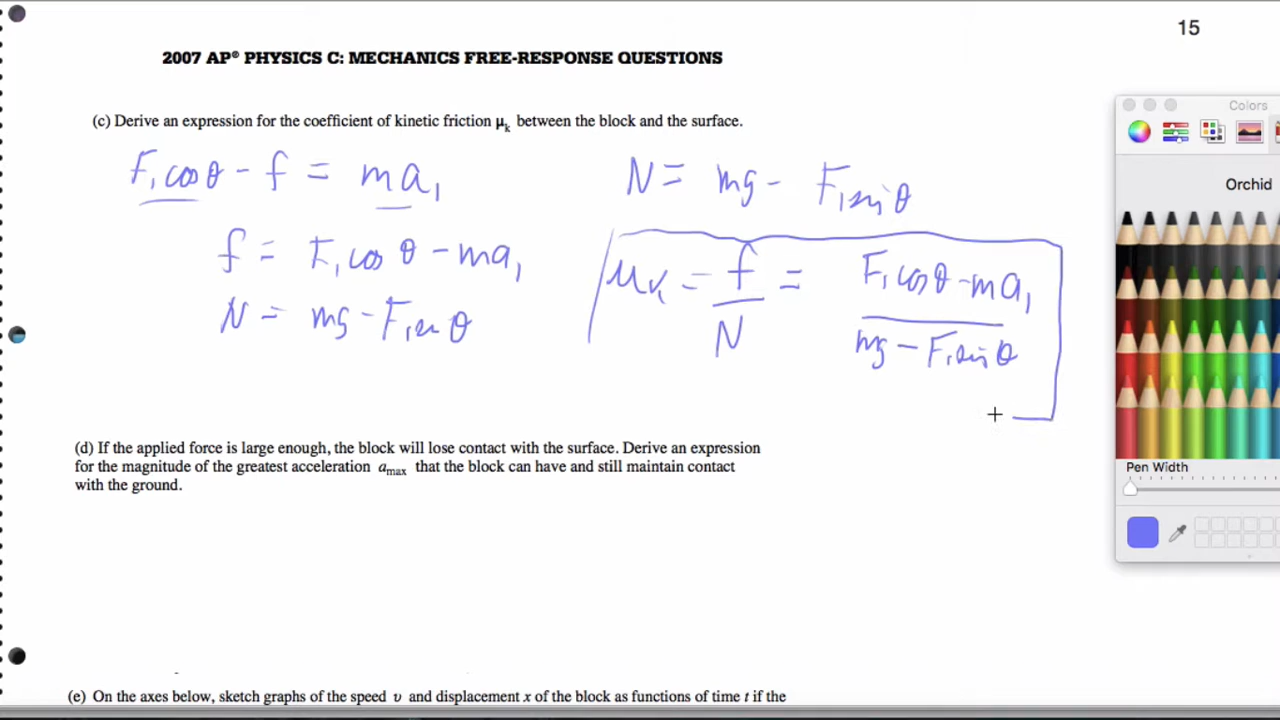 15
2007 AP® PHYSICS C: MECHANICS FREE-RESPONSE QUESTIONS
(c) Derive an expression for the coefficient of kinetic friction μk between the block and the surface.
F₁cosθ - f = ma₁
f = F₁cosθ - ma₁
N = mg - F₁sinθ
N = mg - F₁sinθ
μk = f/N = (F₁cosθ - ma₁)/(mg - F₁sinθ)
(d) If the applied force is large enough, the block will lose contact with the surface. Derive an expression
for the magnitude of the greatest acceleration amax that the block can have and still maintain contact
with the ground.
(e) On the axes below, sketch graphs of the speed υ and displacement x of the block as functions of time t if the
Colors
Orchid
Pen Width